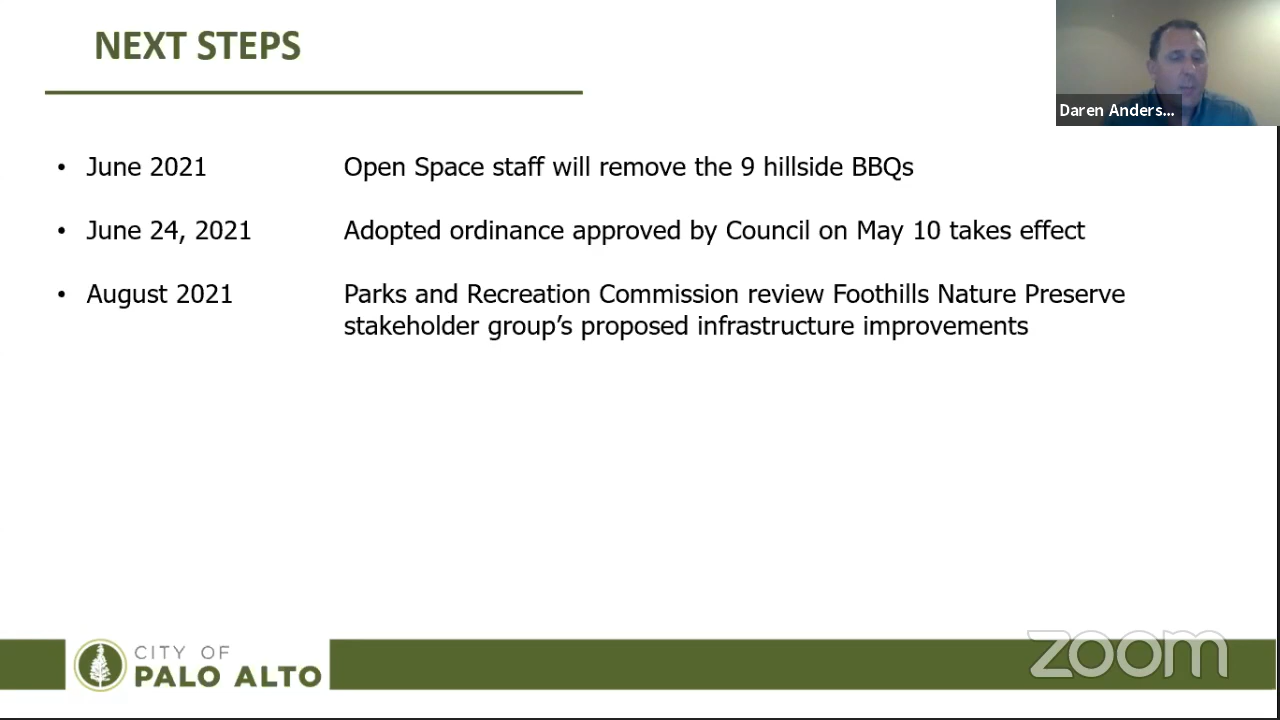 NEXT STEPS
Daren Anders...
• June 2021 Open Space staff will remove the 9 hillside BBQs
• June 24, 2021 Adopted ordinance approved by Council on May 10 takes effect
• August 2021 Parks and Recreation Commission review Foothills Nature Preserve
stakeholder group’s proposed infrastructure improvements
CITY OF
PALO ALTO
zoom